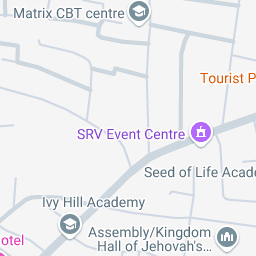 Matrix CBT centre
Tourist P
SRV Event Centre
Seed of Life Acad
Ivy Hill Academy
Assembly/Kingdom
Hall of Jehovah's...
otel